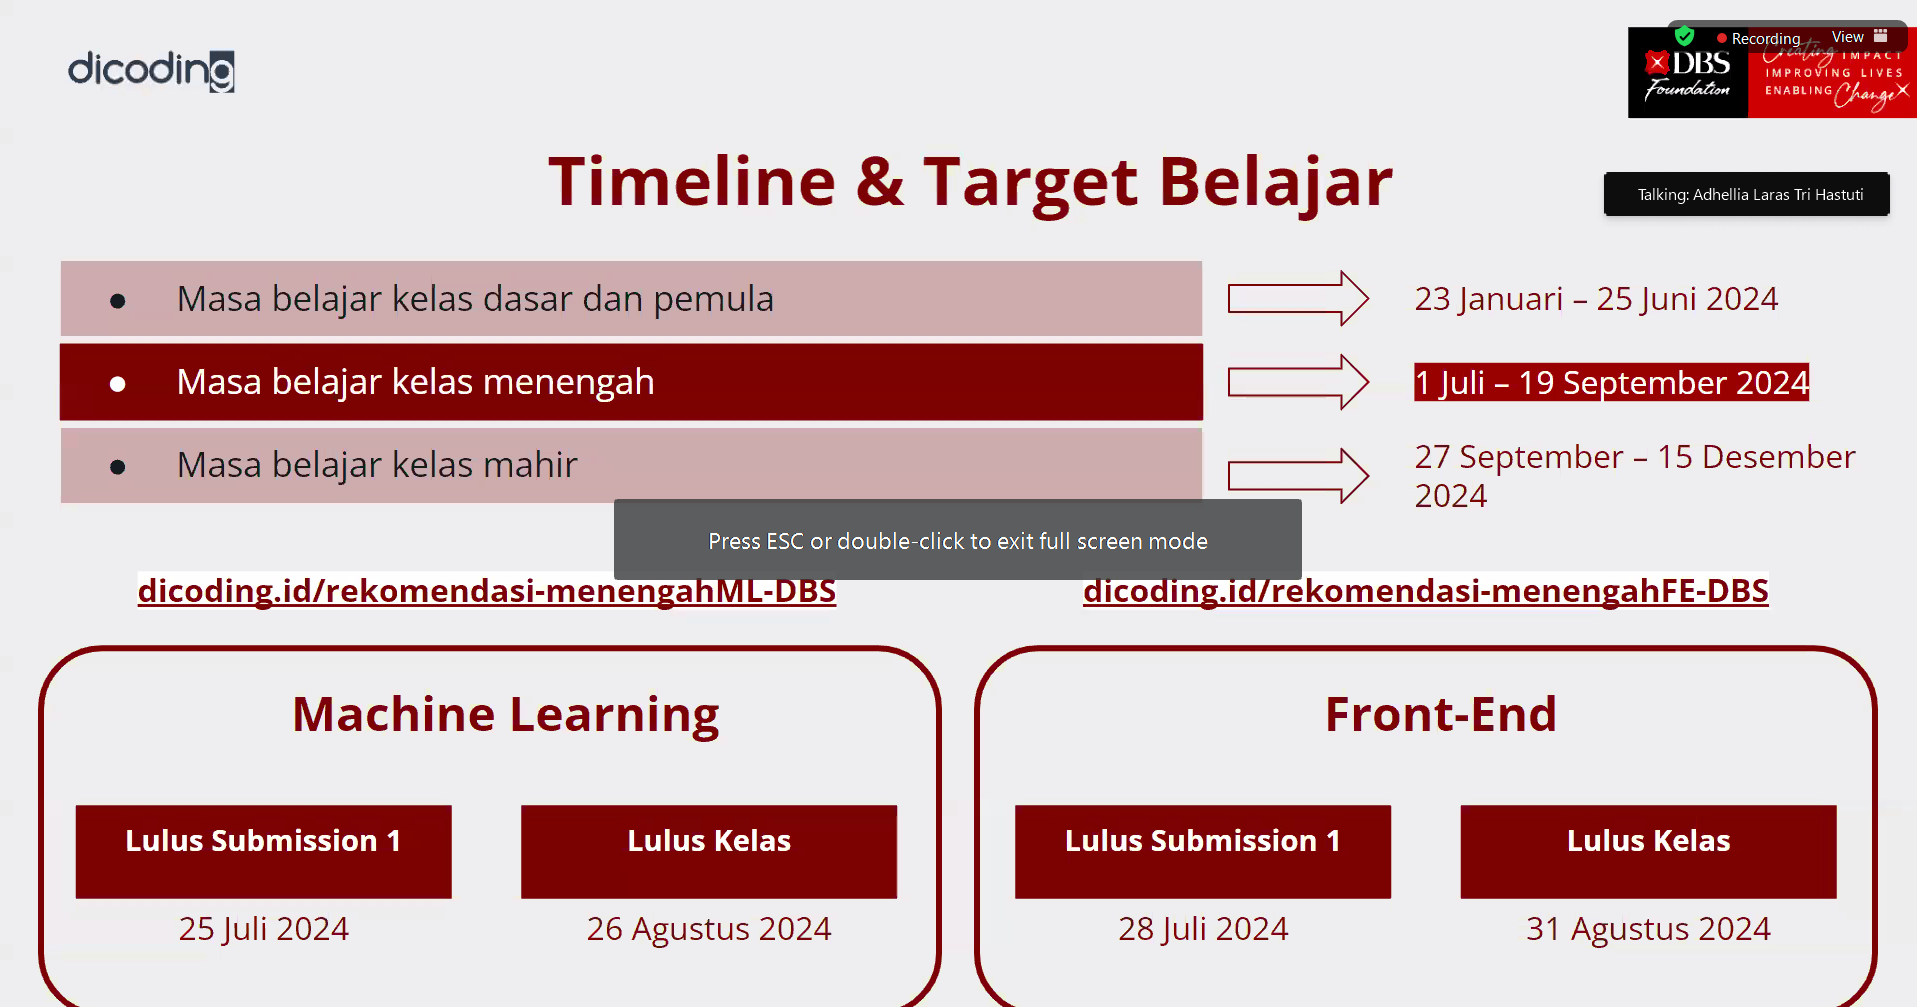 dicoding
Recording
View
DBS
Foundation
Creating IMPACT
IMPROVING LIVES
ENABLING Change
Timeline & Target Belajar
Talking: Adhellia Laras Tri Hastuti
● Masa belajar kelas dasar dan pemula
23 Januari – 25 Juni 2024
● Masa belajar kelas menengah
1 Juli – 19 September 2024
● Masa belajar kelas mahir
27 September – 15 Desember
2024
Press ESC or double-click to exit full screen mode
dicoding.id/rekomendasi-menengahML-DBS
dicoding.id/rekomendasi-menengahFE-DBS
Machine Learning
Lulus Submission 1
Lulus Kelas
25 Juli 2024
26 Agustus 2024
Front-End
Lulus Submission 1
Lulus Kelas
28 Juli 2024
31 Agustus 2024